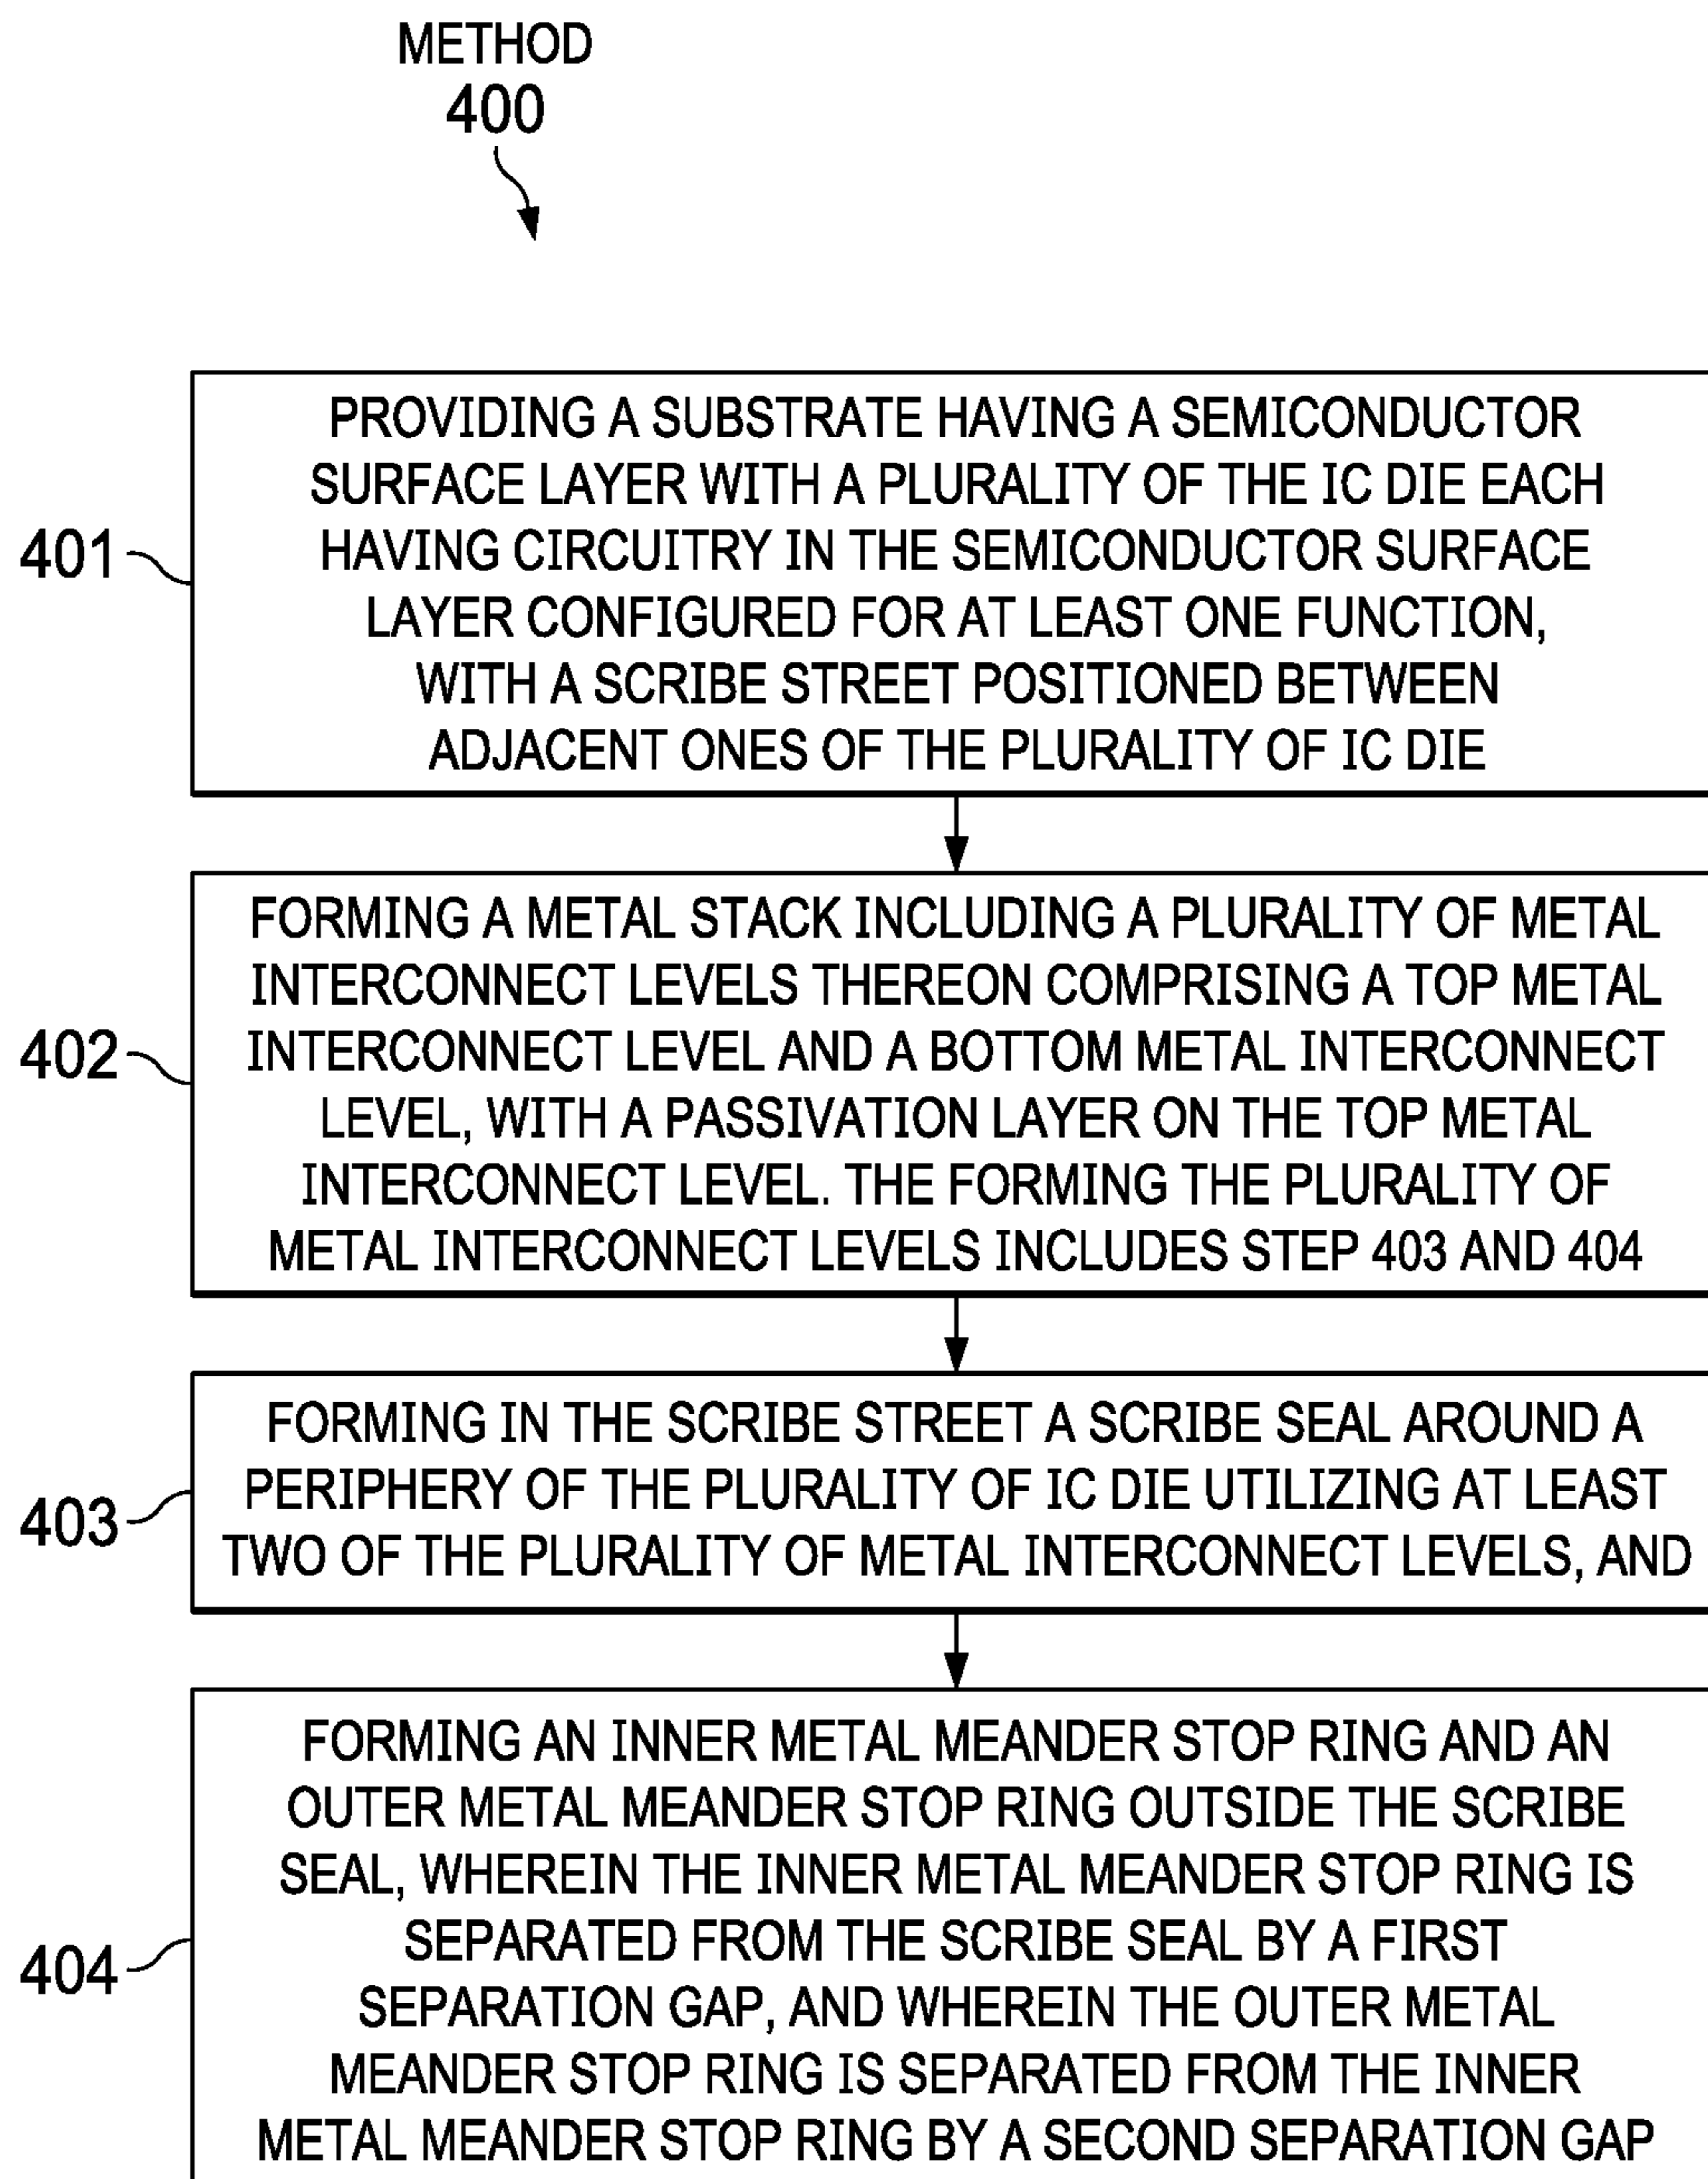 METHOD
400
401
PROVIDING A SUBSTRATE HAVING A SEMICONDUCTOR
SURFACE LAYER WITH A PLURALITY OF THE IC DIE EACH
HAVING CIRCUITRY IN THE SEMICONDUCTOR SURFACE
LAYER CONFIGURED FOR AT LEAST ONE FUNCTION,
WITH A SCRIBE STREET POSITIONED BETWEEN
ADJACENT ONES OF THE PLURALITY OF IC DIE
402
FORMING A METAL STACK INCLUDING A PLURALITY OF METAL
INTERCONNECT LEVELS THEREON COMPRISING A TOP METAL
INTERCONNECT LEVEL AND A BOTTOM METAL INTERCONNECT
LEVEL, WITH A PASSIVATION LAYER ON THE TOP METAL
INTERCONNECT LEVEL. THE FORMING THE PLURALITY OF
METAL INTERCONNECT LEVELS INCLUDES STEP 403 AND 404
403
FORMING IN THE SCRIBE STREET A SCRIBE SEAL AROUND A
PERIPHERY OF THE PLURALITY OF IC DIE UTILIZING AT LEAST
TWO OF THE PLURALITY OF METAL INTERCONNECT LEVELS, AND
404
FORMING AN INNER METAL MEANDER STOP RING AND AN
OUTER METAL MEANDER STOP RING OUTSIDE THE SCRIBE
SEAL, WHEREIN THE INNER METAL MEANDER STOP RING IS
SEPARATED FROM THE SCRIBE SEAL BY A FIRST
SEPARATION GAP, AND WHEREIN THE OUTER METAL
MEANDER STOP RING IS SEPARATED FROM THE INNER
METAL MEANDER STOP RING BY A SECOND SEPARATION GAP